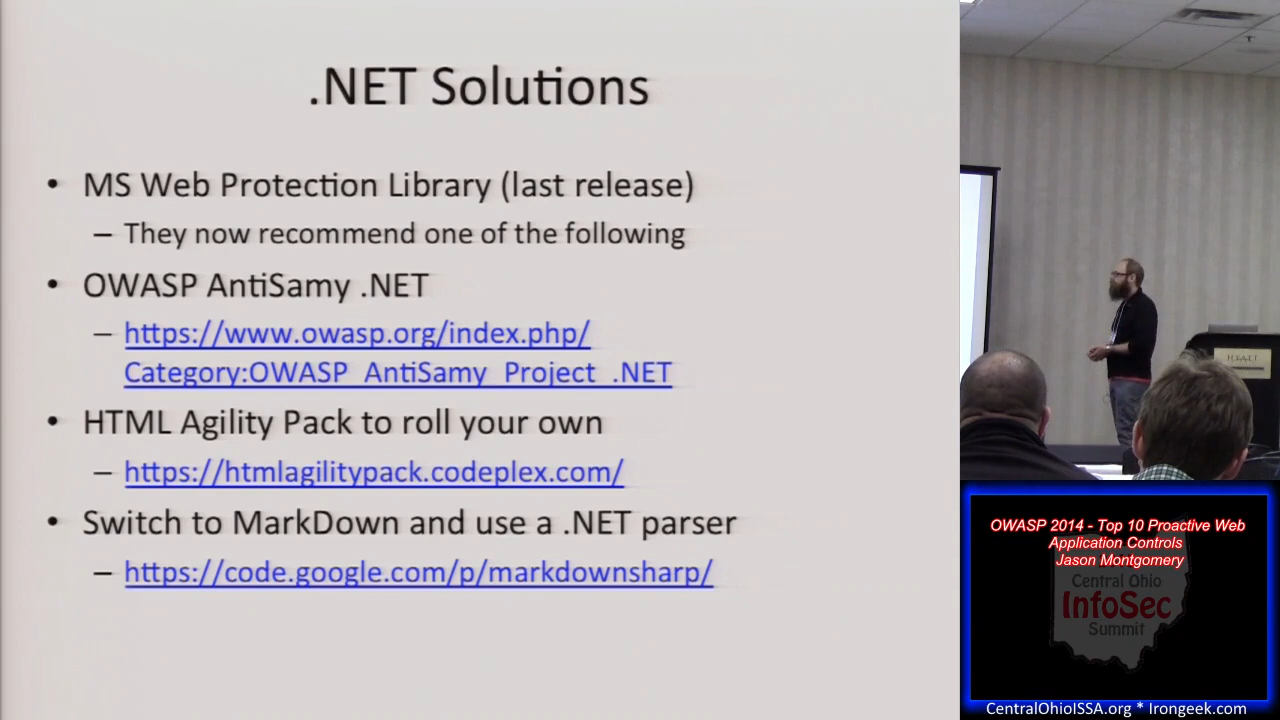 .NET Solutions
• MS Web Protection Library (last release)
– They now recommend one of the following
• OWASP AntiSamy .NET
– https://www.owasp.org/index.php/
Category:OWASP_AntiSamy_Project_.NET
• HTML Agility Pack to roll your own
– https://htmlagilitypack.codeplex.com/
• Switch to MarkDown and use a .NET parser
– https://code.google.com/p/markdownsharp/
HYATT
OWASP 2014 - Top 10 Proactive Web
Application Controls
Jason Montgomery
Central Ohio
InfoSec
Summit
CentralOhioISSA.org * Irongeek.com